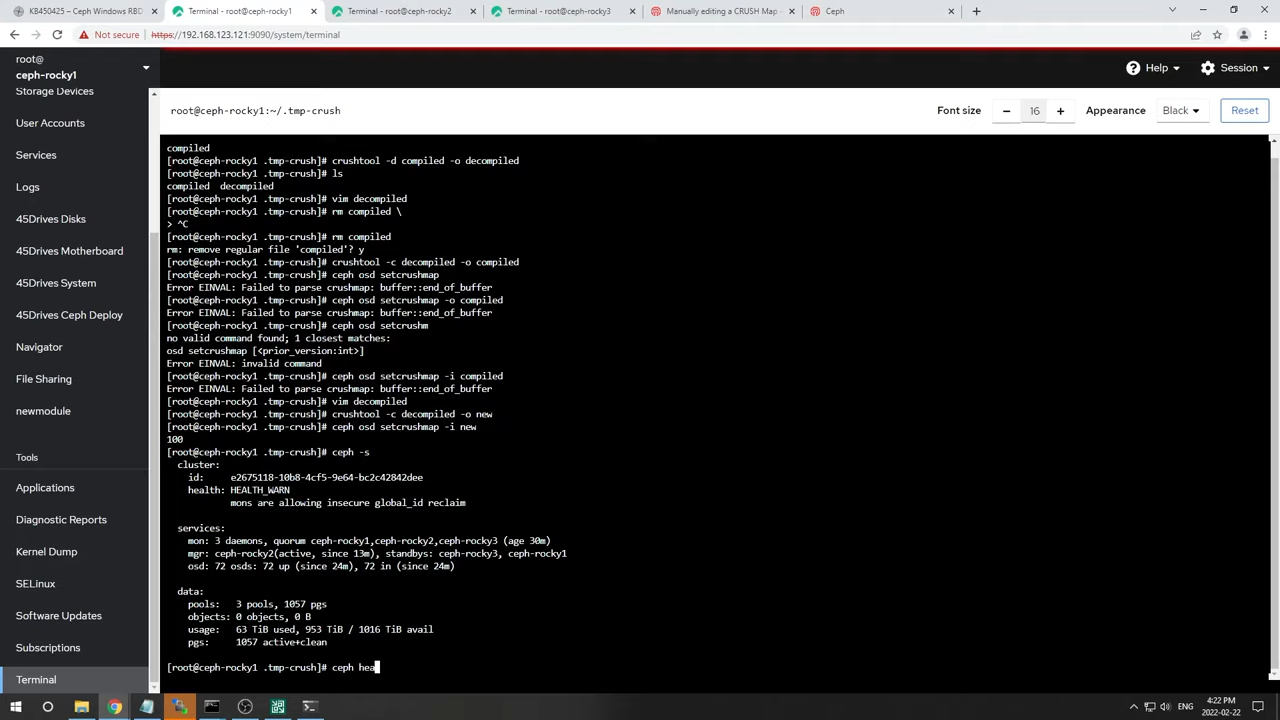 KB450425 – Ceph Windows RBD
Terminal - root@ceph-rocky1
Terminal - root@ceph-rocky2
Terminal - root@ceph-rocky3
Manually editing a CRUSH Map
Ceph
Not secure
https://192.168.123.121:9090/system/terminal
root@
ceph-rocky1
Help
Session
Storage Devices
User Accounts
Services
Logs
45Drives Disks
45Drives Motherboard
45Drives System
45Drives Ceph Deploy
Navigator
File Sharing
newmodule
Tools
Applications
Diagnostic Reports
Kernel Dump
SELinux
Software Updates
Subscriptions
Terminal
root@ceph-rocky1:~/.tmp-crush
Font size
16
Appearance
Black
Reset
compiled
[root@ceph-rocky1 .tmp-crush]# crushtool -d compiled -o decompiled
[root@ceph-rocky1 .tmp-crush]# ls
compiled  decompiled
[root@ceph-rocky1 .tmp-crush]# vim decompiled
[root@ceph-rocky1 .tmp-crush]# rm compiled \
> ^C
[root@ceph-rocky1 .tmp-crush]# rm compiled
rm: remove regular file 'compiled'? y
[root@ceph-rocky1 .tmp-crush]# crushtool -c decompiled -o compiled
[root@ceph-rocky1 .tmp-crush]# ceph osd setcrushmap
Error EINVAL: Failed to parse crushmap: buffer::end_of_buffer
[root@ceph-rocky1 .tmp-crush]# ceph osd setcrushmap -o compiled
Error EINVAL: Failed to parse crushmap: buffer::end_of_buffer
[root@ceph-rocky1 .tmp-crush]# ceph osd setcrushm
no valid command found; 1 closest matches:
osd setcrushmap [<prior_version:int>]
Error EINVAL: invalid command
[root@ceph-rocky1 .tmp-crush]# ceph osd setcrushmap -i compiled
Error EINVAL: Failed to parse crushmap: buffer::end_of_buffer
[root@ceph-rocky1 .tmp-crush]# vim decompiled
[root@ceph-rocky1 .tmp-crush]# crushtool -c decompiled -o new
[root@ceph-rocky1 .tmp-crush]# ceph osd setcrushmap -i new
100
[root@ceph-rocky1 .tmp-crush]# ceph -s
cluster:
id:     e2675118-10b8-4cf5-9e64-bc2c42842dee
health: HEALTH_WARN
mons are allowing insecure global_id reclaim
services:
mon: 3 daemons, quorum ceph-rocky1,ceph-rocky2,ceph-rocky3 (age 30m)
mgr: ceph-rocky2(active, since 13m), standbys: ceph-rocky3, ceph-rocky1
osd: 72 osds: 72 up (since 24m), 72 in (since 24m)
data:
pools:   3 pools, 1057 pgs
objects: 0 objects, 0 B
usage:   63 TiB used, 953 TiB / 1016 TiB avail
pgs:     1057 active+clean
[root@ceph-rocky1 .tmp-crush]# ceph hea
ENG
4:22 PM
2022-02-22